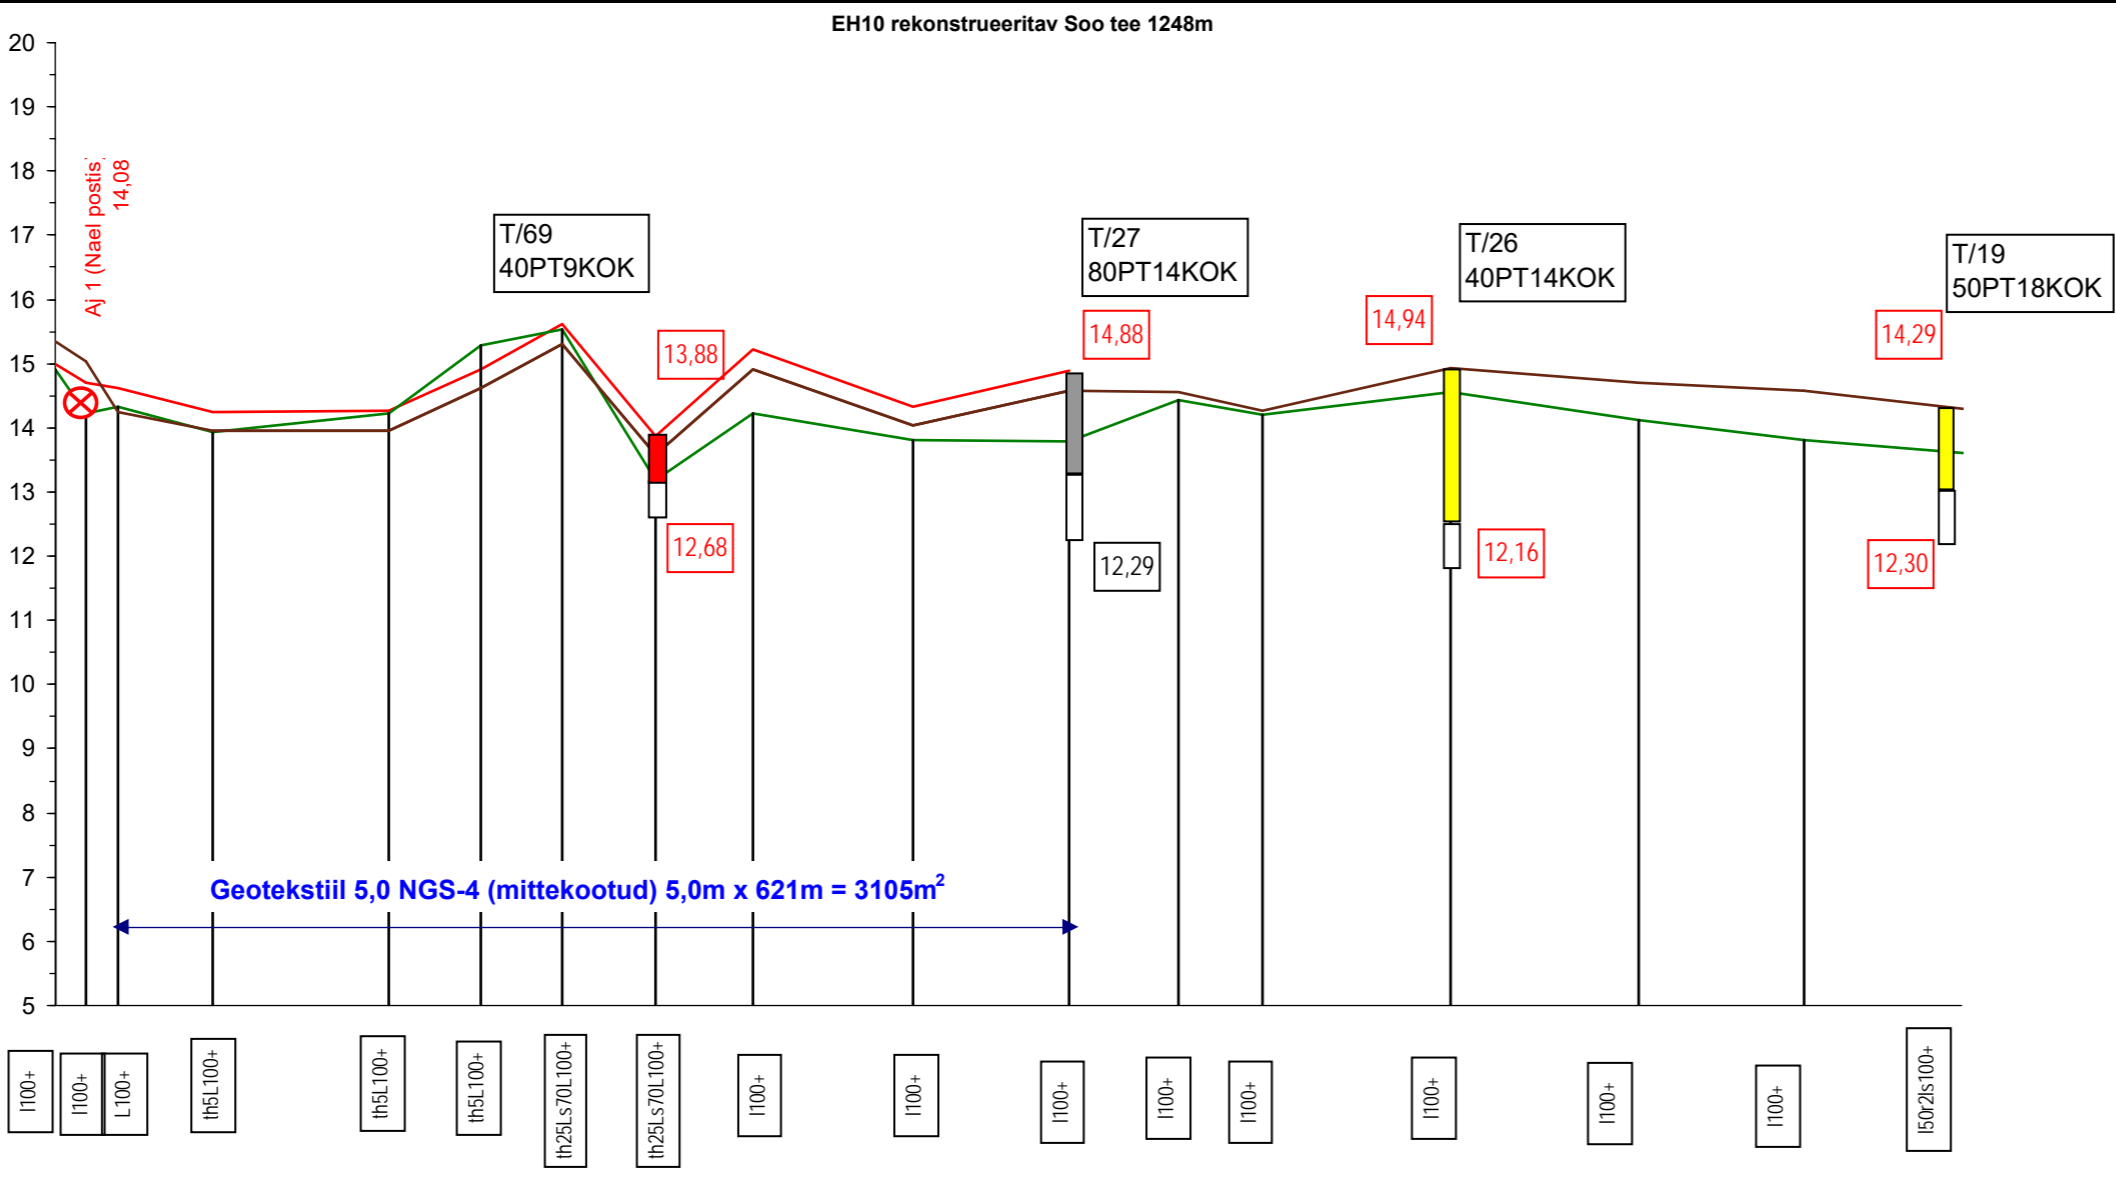 EH10 rekonstrueeritav Soo tee 1248m
20
19
18
17
16
15
14
13
12
11
10
9
8
7
6
5
Aj 1 (Nael postis)
14,08
T/69
40PT9KOK
13,88
12,68
T/27
80PT14KOK
14,88
12,29
T/26
40PT14KOK
14,94
12,16
T/19
50PT18KOK
14,29
12,30
Geotekstiil 5,0 NGS-4 (mittekootud) 5,0m x 621m = 3105m²
l100+
l100+
L100+
th5L100+
th5L100+
th5L100+
th25Ls70L100+
th25Ls70L100+
l100+
l100+
l100+
l100+
l100+
l100+
l100+
l100+
l50r2ls100+